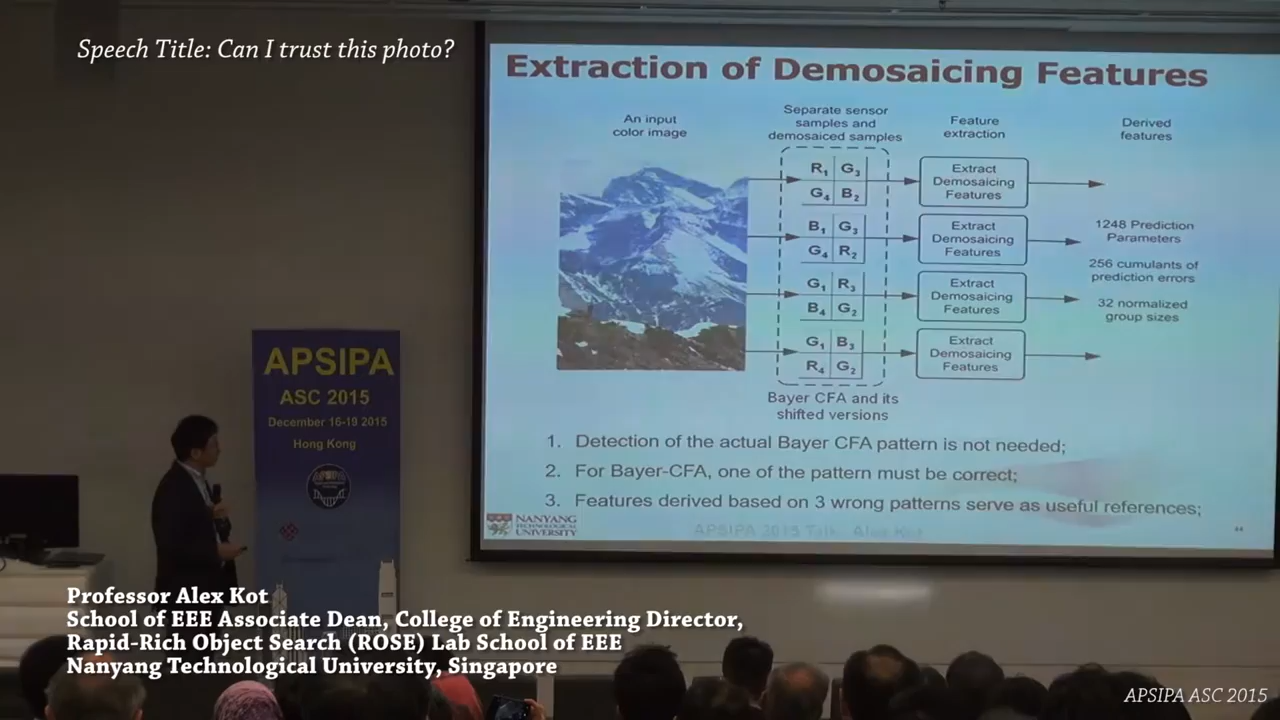 Speech Title: Can I trust this photo?
Extraction of Demosaicing Features
An input
color image
Separate sensor
samples and
demosaiced samples
Feature
extraction
Derived
features
R1 G3
G4 B2
Extract
Demosaicing
Features
B1 G3
G4 R2
Extract
Demosaicing
Features
G1 R3
B4 G2
Extract
Demosaicing
Features
G1 B3
R4 G2
Extract
Demosaicing
Features
1248 Prediction
Parameters
256 cumulants of
prediction errors
32 normalized
group sizes
Bayer CFA and its
shifted versions
1. Detection of the actual Bayer CFA pattern is not needed;
2. For Bayer-CFA, one of the pattern must be correct;
3. Features derived based on 3 wrong patterns serve as useful references;
NANYANG
TECHNOLOGICAL
UNIVERSITY
APSIPA 2015 Talk, Alex Kot
APSIPA
ASC 2015
December 16-19 2015
Hong Kong
APSIPA
Professor Alex Kot
School of EEE Associate Dean, College of Engineering Director,
Rapid-Rich Object Search (ROSE) Lab School of EEE
Nanyang Technological University, Singapore
APSIPA ASC 2015